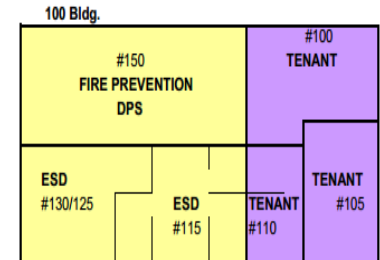 100 Bldg.
#150
FIRE PREVENTION
DPS
#100
TENANT
ESD
#130/125
ESD
#115
TENANT
#110
TENANT
#105